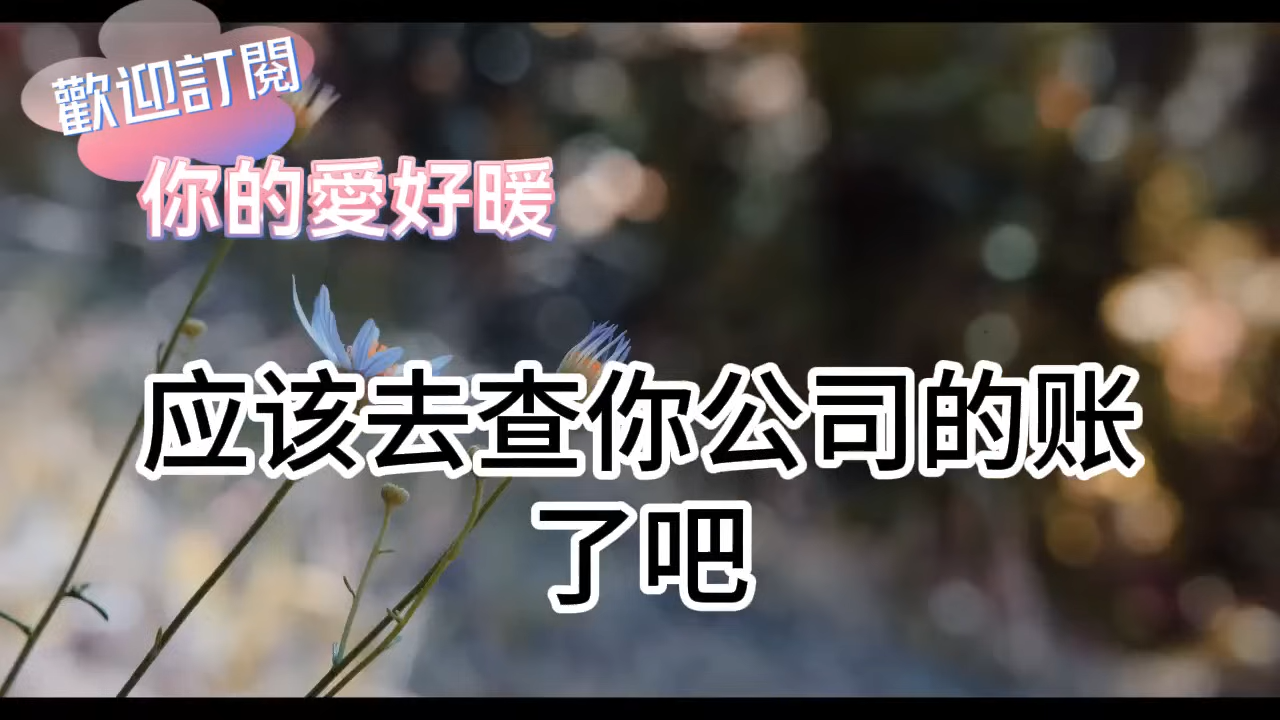 歡迎訂閱
你的愛好暖
应该去查你公司的账
了吧